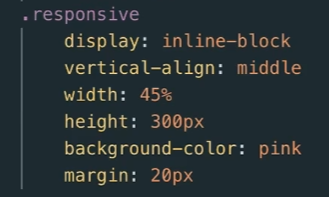 .responsive
display: inline-block
vertical-align: middle
width: 45%
height: 300px
background-color: pink
margin: 20px